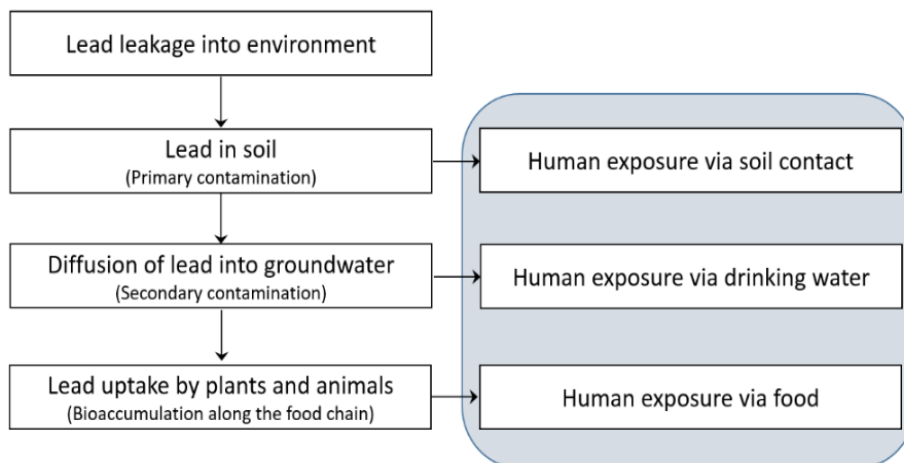 Lead leakage into environment
Lead in soil
(Primary contamination)
Human exposure via soil contact
Diffusion of lead into groundwater
(Secondary contamination)
Human exposure via drinking water
Lead uptake by plants and animals
(Bioaccumulation along the food chain)
Human exposure via food